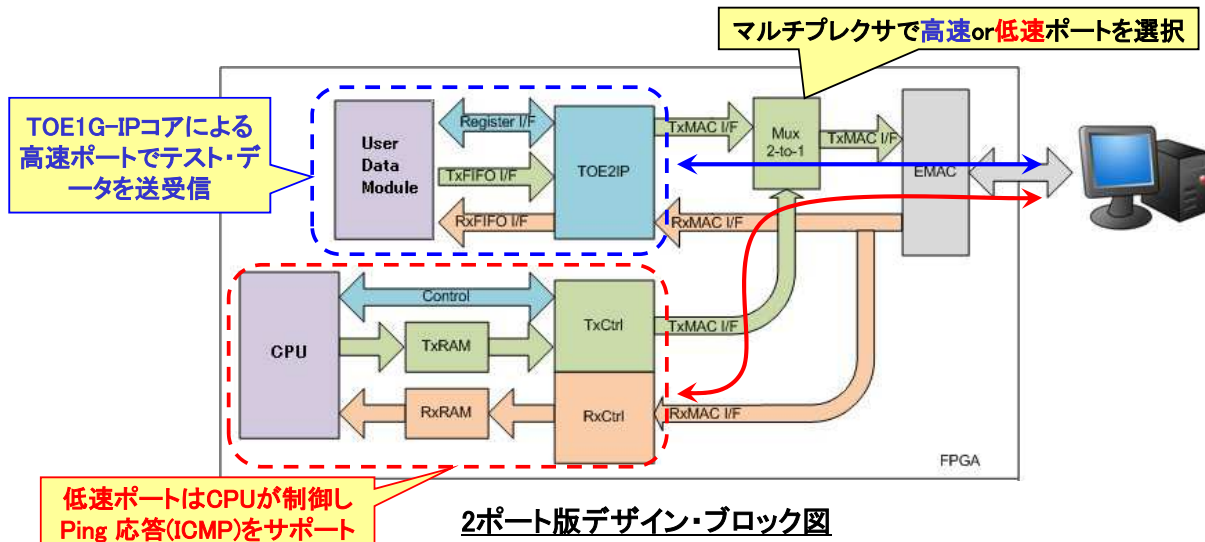 マルチプレクサで高速or低速ポートを選択
TOE1G-IPコアによる
高速ポートでテスト・デ
ータを送受信
User
Data
Module
Register I/F
TxFIFO I/F
RxFIFO I/F
TOE2IP
TxMAC I/F
Mux
2-to-1
TxMAC I/F
EMAC
RxMAC I/F
CPU
Control
TxRAM
RxRAM
TxCtrl
RxCtrl
TxMAC I/F
RxMAC I/F
FPGA
低速ポートはCPUが制御し
Ping 応答(ICMP)をサポート
2ポート版デザイン・ブロック図